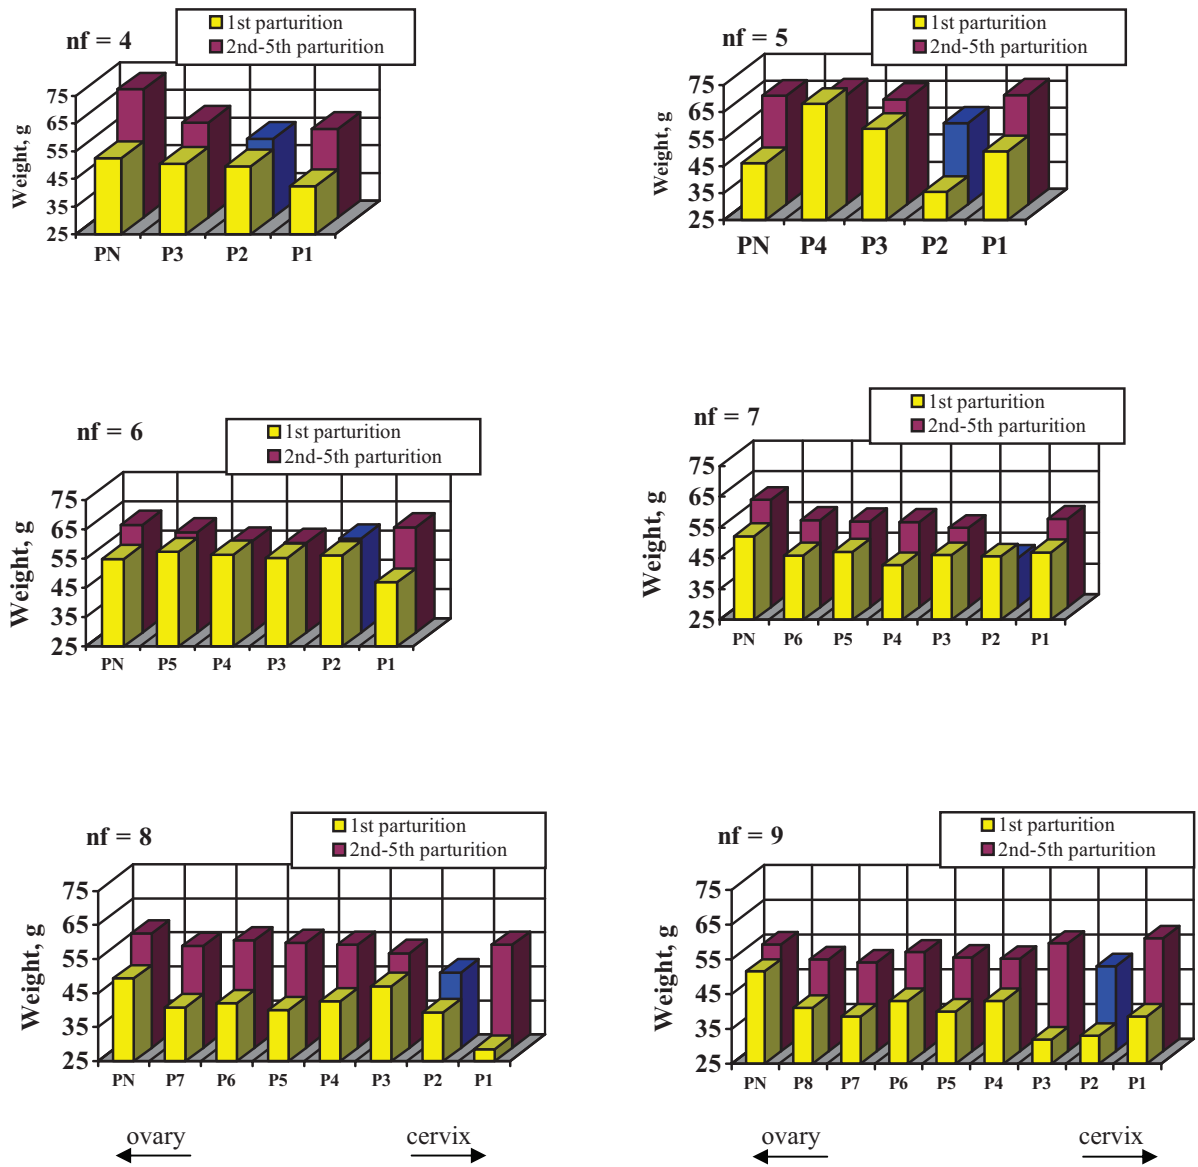 nf = 4
1st parturition
2nd-5th parturition
Weight, g
75
65
55
45
35
25
PN P3 P2 P1
nf = 5
1st parturition
2nd-5th parturition
Weight, g
75
65
55
45
35
25
PN P4 P3 P2 P1
nf = 6
1st parturition
2nd-5th parturition
Weight, g
75
65
55
45
35
25
PN P5 P4 P3 P2 P1
nf = 7
1st parturition
2nd-5th parturition
Weight, g
75
65
55
45
35
25
PN P6 P5 P4 P3 P2 P1
nf = 8
1st parturition
2nd-5th parturition
Weight, g
75
65
55
45
35
25
PN P7 P6 P5 P4 P3 P2 P1
ovary cervix
nf = 9
1st parturition
2nd-5th parturition
Weight, g
75
65
55
45
35
25
PN P8 P7 P6 P5 P4 P3 P2 P1
ovary cervix